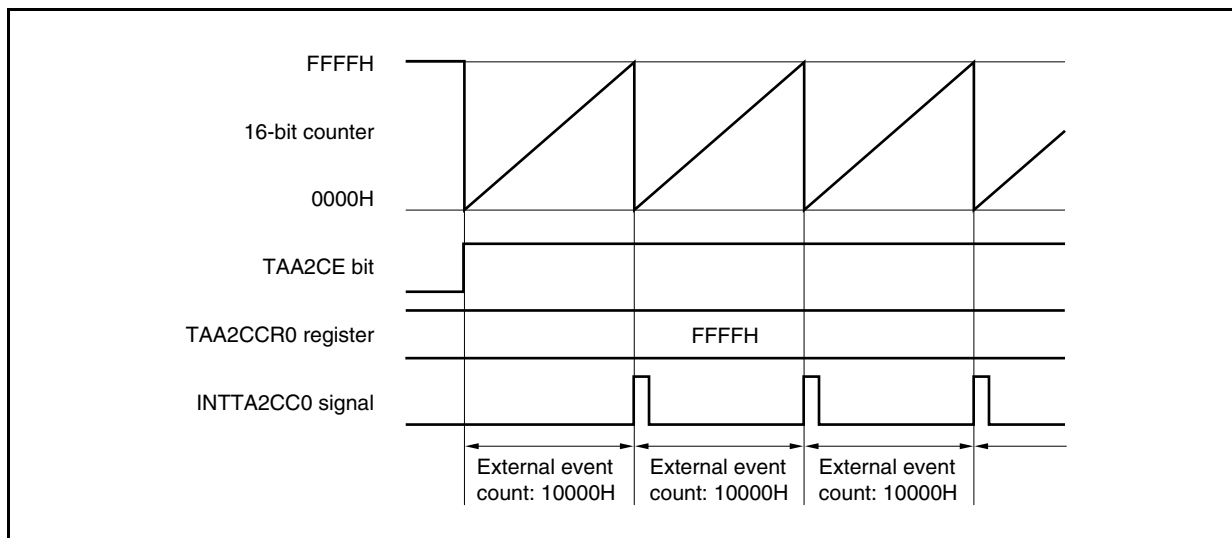 FFFFH
16-bit counter
0000H
TAA2CE bit
TAA2CCR0 register
FFFFH
INTTA2CC0 signal
External event
count: 10000H
External event
count: 10000H
External event
count: 10000H